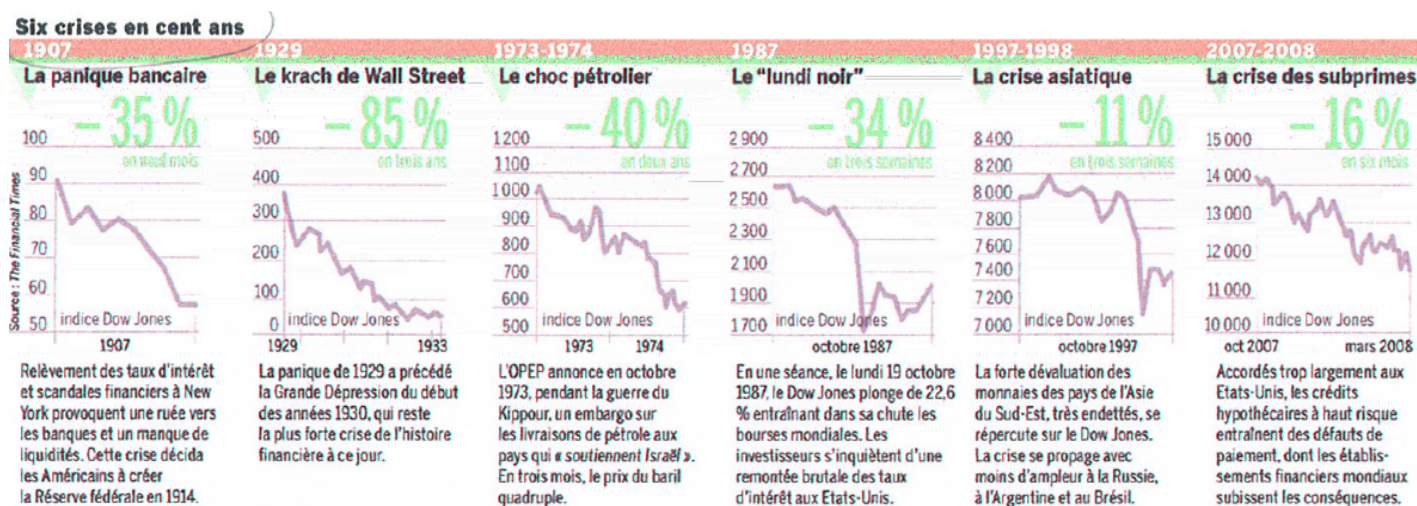 Six crises en cent ans
1907
La panique bancaire
– 35 %
en neuf mois
100
90
80
70
60
50
indice Dow Jones
1907
Source : The Financial Times
Relèvement des taux d'intérêt
et scandales financiers à New
York provoquent une ruée vers
les banques et un manque de
liquidités. Cette crise décida
les Américains à créer
la Réserve fédérale en 1914.
1929
Le krach de Wall Street
– 85 %
en trois ans
500
400
300
200
100
0
indice Dow Jones
1929
1933
La panique de 1929 a précédé
la Grande Dépression du début
des années 1930, qui reste
la plus forte crise de l'histoire
financière à ce jour.
1973-1974
Le choc pétrolier
– 40 %
en deux ans
1200
1100
1000
900
800
700
600
500
indice Dow Jones
1973
1974
L'OPEP annonce en octobre
1973, pendant la guerre du
Kippour, un embargo sur
les livraisons de pétrole aux
pays qui « soutiennent Israël ».
En trois mois, le prix du baril
quadruple.
1987
Le "lundi noir"
– 34 %
en trois semaines
2 900
2 700
2 500
2 300
2 100
1900
1700
indice Dow Jones
octobre 1987
En une séance, le lundi 19 octobre
1987, le Dow Jones plonge de 22,6
% entraînant dans sa chute les
bourses mondiales. Les
investisseurs s'inquiètent d'une
remontée brutale des taux
d'intérêt aux Etats-Unis.
1997-1998
La crise asiatique
– 11 %
en trois semaines
8 400
8 200
8 000
7 800
7 600
7 400
7 200
7 000
indice Dow Jones
octobre 1997
La forte dévaluation des
monnaies des pays de l'Asie
du Sud-Est, très endettés, se
répercute sur le Dow Jones.
La crise se propage avec
moins d'ampleur à la Russie,
à l'Argentine et au Brésil.
2007-2008
La crise des subprimes
– 16 %
en six mois
15 000
14 000
13 000
12 000
11 000
10 000
indice Dow Jones
oct 2007
mars 2008
Accordés trop largement aux
Etats-Unis, les crédits
hypothécaires à haut risque
entraînent des défauts de
paiement, dont les établis-
sements financiers mondiaux
subissent les conséquences.